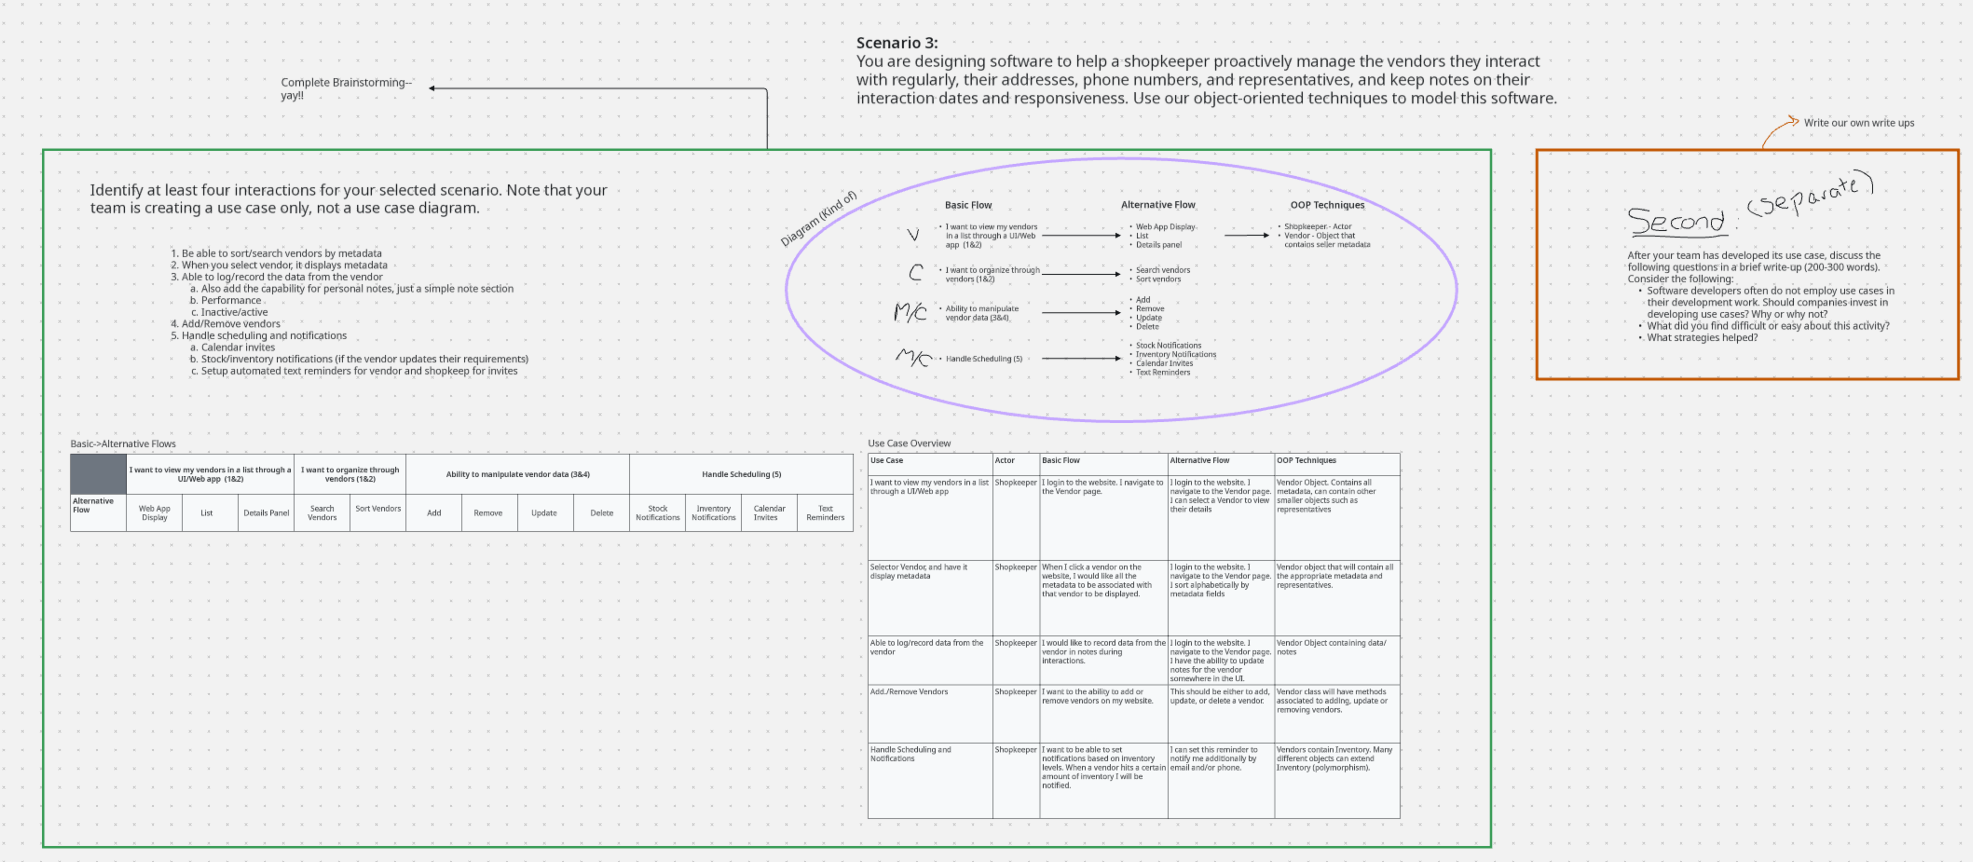 Scenario 3:
You are designing software to help a shopkeeper proactively manage the vendors they interact
with regularly, their addresses, phone numbers, and representatives, and keep notes on their
interaction dates and responsiveness. Use our object-oriented techniques to model this software.
Complete Brainstorming--
yay!!
Write our own write ups
Identify at least four interactions for your selected scenario. Note that your
team is creating a use case only, not a use case diagram.
1. Be able to sort/search vendors by metadata
2. When you select vendor, it displays metadata
3. Able to log/record the data from the vendor
a. Also add the capability for personal notes, just a simple note section
b. Performance
c. Inactive/active
4. Add/Remove vendors
5. Handle scheduling and notifications
a. Calendar invites
b. Stock/inventory notifications (if the vendor updates their requirements)
c. Setup automated text reminders for vendor and shopkeep for invites
Diagram (Kind of)
Basic Flow
Alternative Flow
OOP Techniques
V
• I want to view my vendors
in a list through a UI/Web
app (1&2)
• Web App Display
• List
• Details panel
• Shopkeeper - Actor
• Vendor - Object that
contains seller metadata
C
• I want to organize through
vendors (1&2)
• Search vendors
• Sort vendors
M/C
• Ability to manipulate
vendor data (3&4)
• Add
• Remove
• Update
• Delete
M/C
• Handle Scheduling (5)
• Stock Notifications
• Inventory Notifications
• Calendar Invites
• Text Reminders
Second: (separate)
After your team has developed its use case, discuss the
following questions in a brief write-up (200-300 words).
Consider the following:
• Software developers often do not employ use cases in
their development work. Should companies invest in
developing use cases? Why or why not?
• What did you find difficult or easy about this activity?
• What strategies helped?
Basic->Alternative Flows
I want to view my vendors in a list through a
UI/Web app (1&2)
I want to organize through
vendors (1&2)
Ability to manipulate vendor data (3&4)
Handle Scheduling (5)
Alternative
Flow
Web App
Display
List
Details Panel
Search
Vendors
Sort Vendors
Add
Remove
Update
Delete
Stock
Notifications
Inventory
Notifications
Calendar
Invites
Text
Reminders
Use Case Overview
Use Case
Actor
Basic Flow
Alternative Flow
OOP Techniques
I want to view my vendors in a list
through a UI/Web app
Shopkeeper
I login to the website. I navigate to
the Vendor page.
I login to the website. I
navigate to the Vendor page.
I can select a Vendor to view
their details
Vendor Object. Contains all
metadata, can contain other
smaller objects such as
representatives
Selector Vendor, and have it
display metadata
Shopkeeper
When I click a vendor on the
website, I would like all the
metadata to be associated with
that vendor to be displayed.
I login to the website. I
navigate to the Vendor page.
I sort alphabetically by
metadata fields
Vendor object that will contain all
the appropriate metadata and
representatives.
Able to log/record data from the
vendor
Shopkeeper
I would like to record data from the
vendor in notes during
interactions.
I login to the website. I
navigate to the Vendor page.
I have the ability to update
notes for the vendor
somewhere in the UI.
Vendor Object containing data/
notes
Add./Remove Vendors
Shopkeeper
I want to the ability to add or
remove vendors on my website.
This should be either to add,
update, or delete a vendor.
Vendor class will have methods
associated to adding, update or
removing vendors.
Handle Scheduling and
Notifications
Shopkeeper
I want to be able to set
notifications based on inventory
levels. When a vendor hits a certain
amount of inventory I will be
notified.
I can set this reminder to
notify me additionally by
email and/or phone.
Vendors contain Inventory. Many
different objects can extend
Inventory (polymorphism).